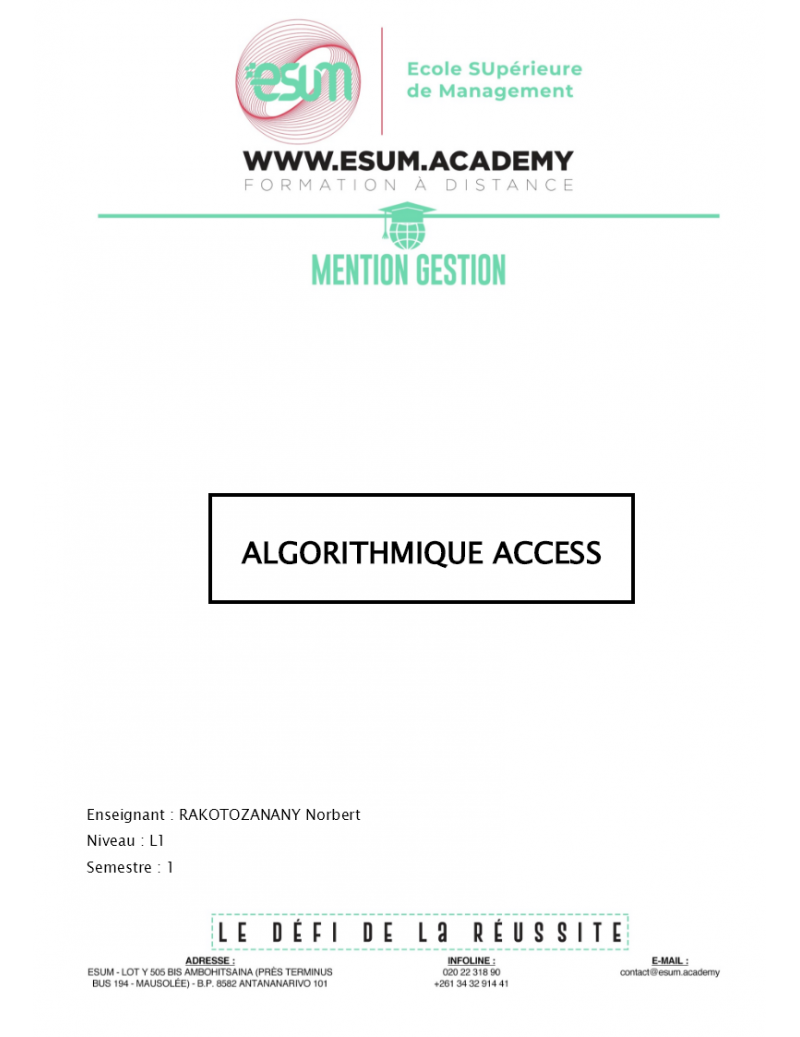 esum
Ecole SUpérieure
de Management
WWW.ESUM.ACADEMY
FORMATION À DISTANCE
MENTION GESTION
ALGORITHMIQUE ACCESS
Enseignant : RAKOTOZANANY Norbert
Niveau : L1
Semestre : 1
LE DÉFI DE La RÉUSSITE
ADRESSE :
ESUM - LOT Y 505 BIS AMBOHITSAINA (PRÈS TERMINUS
BUS 194 - MAUSOLÉE) - B.P. 8582 ANTANANARIVO 101
INFOLINE :
020 22 318 90
+261 34 32 914 41
E-MAIL :
contact@esum.academy